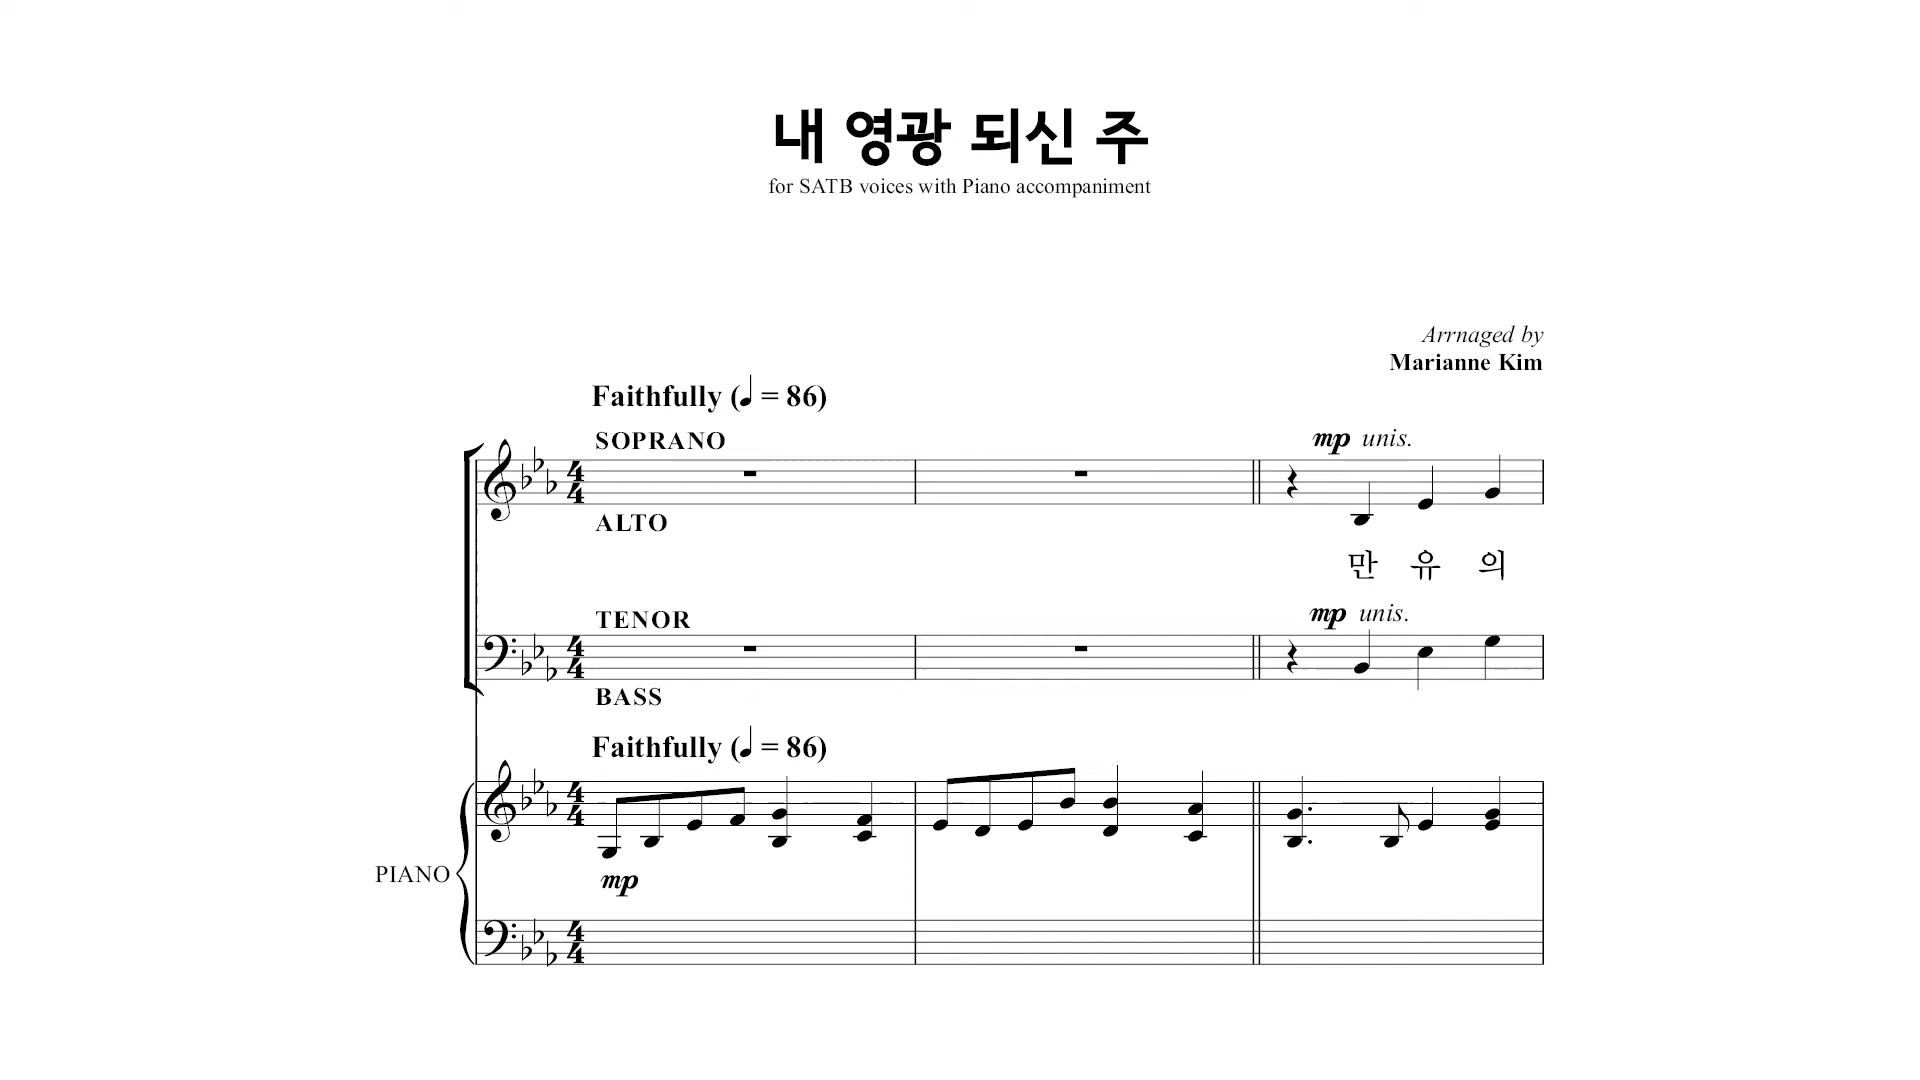 내 영광 되신 주
for SATB voices with Piano accompaniment
Arrnaged by
Marianne Kim
Faithfully (♩ = 86)
SOPRANO
mp unis.
ALTO
만 유 의
mp unis.
TENOR
BASS
Faithfully (♩ = 86)
PIANO
mp